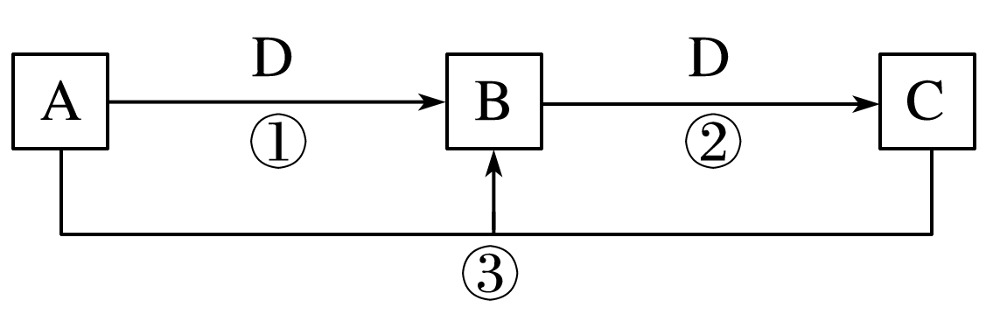 D D
A B C
① ②
③